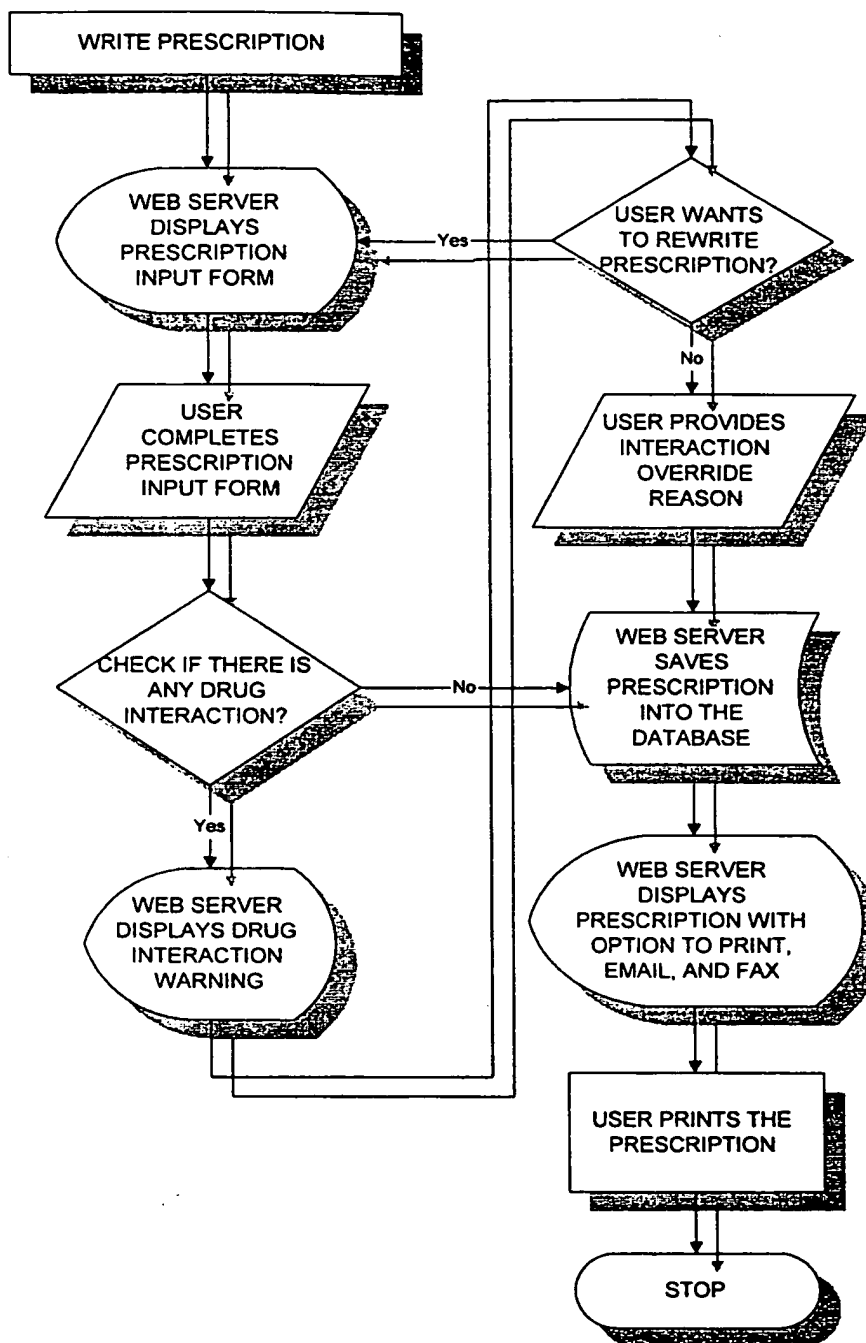 WRITE PRESCRIPTION
WEB SERVER
DISPLAYS
PRESCRIPTION
INPUT FORM
USER
COMPLETES
PRESCRIPTION
INPUT FORM
CHECK IF THERE IS
ANY DRUG
INTERACTION?
No
Yes
WEB SERVER
DISPLAYS DRUG
INTERACTION
WARNING
USER WANTS
TO REWRITE
PRESCRIPTION?
Yes
No
USER PROVIDES
INTERACTION
OVERRIDE
REASON
WEB SERVER
SAVES
PRESCRIPTION
INTO THE
DATABASE
WEB SERVER
DISPLAYS
PRESCRIPTION WITH
OPTION TO PRINT,
EMAIL, AND FAX
USER PRINTS THE
PRESCRIPTION
STOP